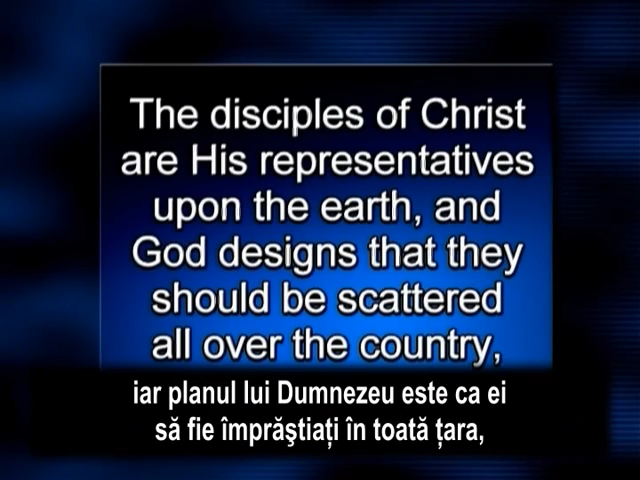 The disciples of Christ
are His representatives
upon the earth, and
God designs that they
should be scattered
all over the country,
iar planul lui Dumnezeu este ca ei
să fie împrăştiaţi în toată ţara,